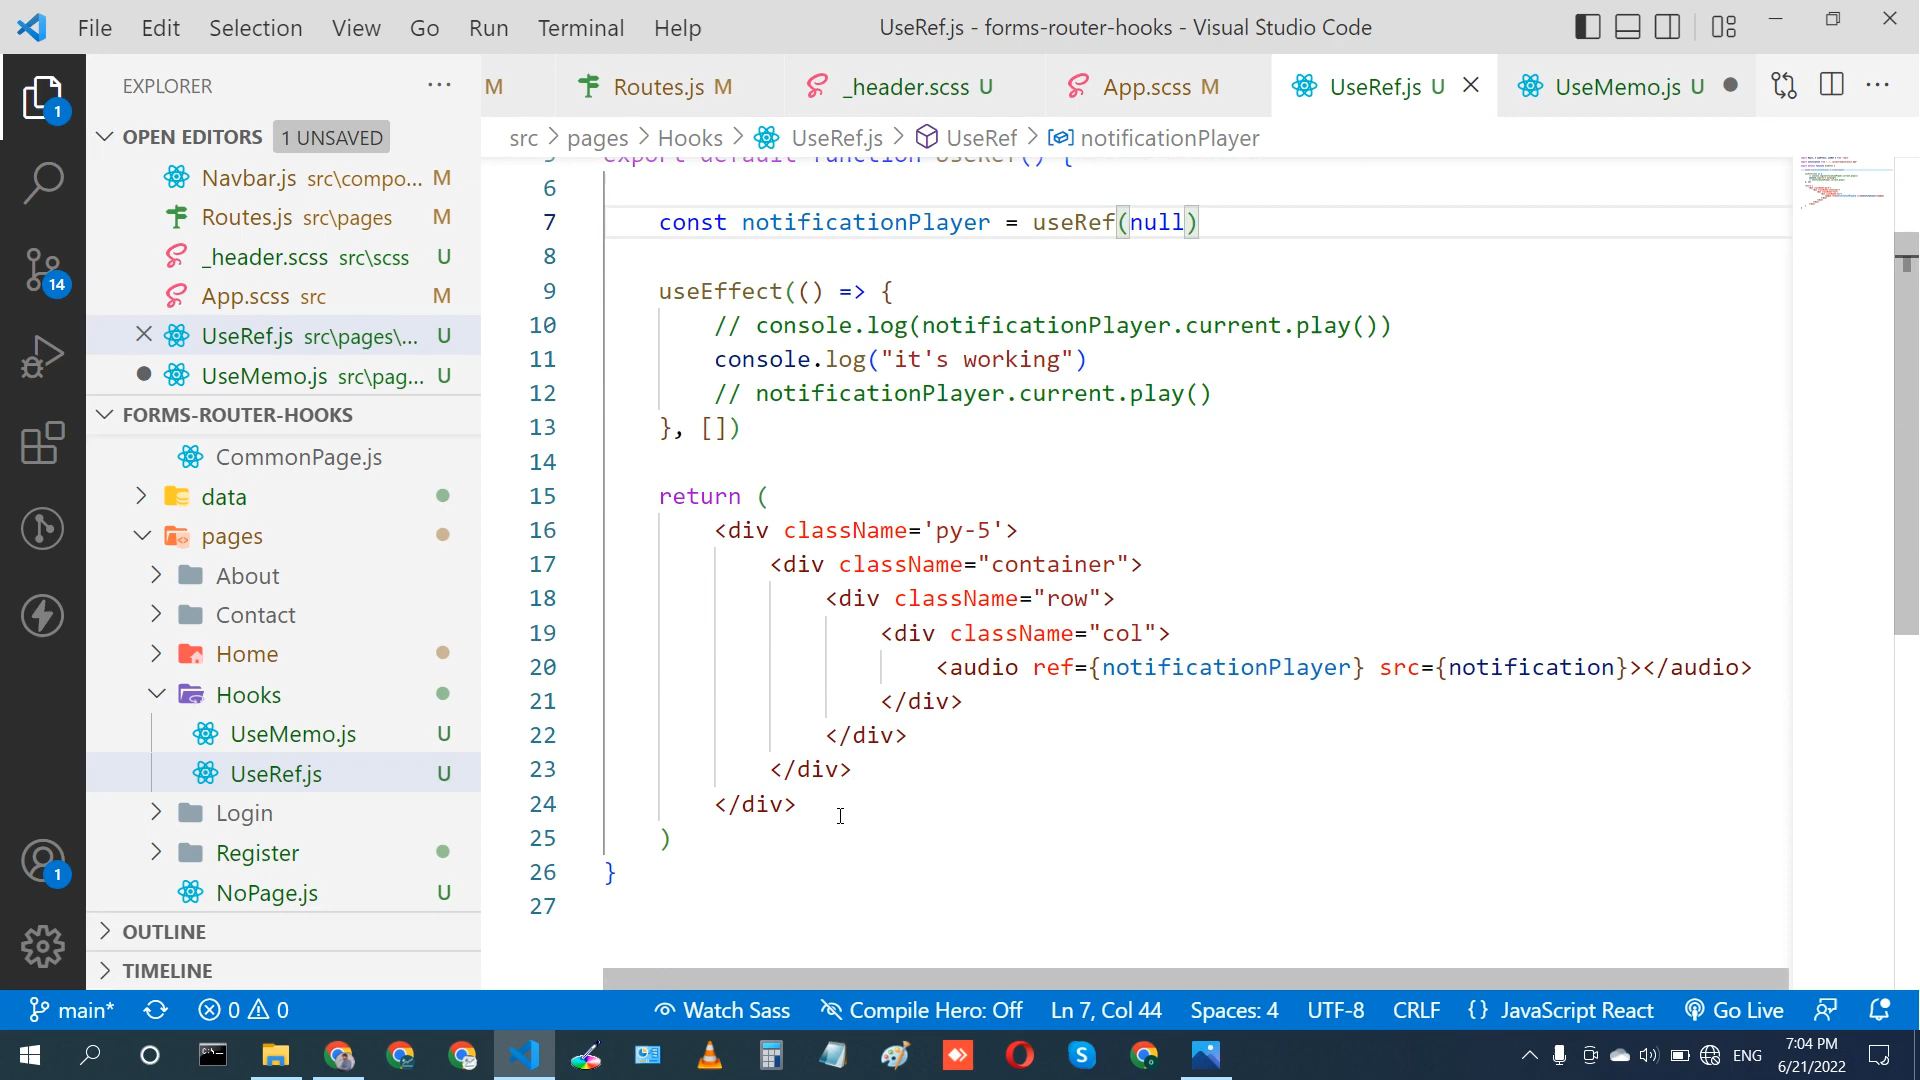 File Edit Selection View Go Run Terminal Help
UseRef.js - forms-router-hooks - Visual Studio Code
EXPLORER
M
Routes.js M
_header.scss U
App.scss M
UseRef.js U
UseMemo.js U
OPEN EDITORS 1 UNSAVED
src > pages > Hooks > UseRef.js > UseRef > notificationPlayer
Navbar.js src\compo... M
Routes.js src\pages M
_header.scss src\scss U
App.scss src M
UseRef.js src\pages\... U
UseMemo.js src\pag... U
FORMS-ROUTER-HOOKS
CommonPage.js
data
pages
About
Contact
Home
Hooks
UseMemo.js U
UseRef.js U
Login
Register
NoPage.js U
OUTLINE
TIMELINE
1
14
1
5 export default function UseRef() {
6
7 const notificationPlayer = useRef(null)
8
9 useEffect(() => {
10 // console.log(notificationPlayer.current.play())
11 console.log("it's working")
12 // notificationPlayer.current.play()
13 }, [])
14
15 return (
16 <div className='py-5'>
17 <div className="container">
18 <div className="row">
19 <div className="col">
20 <audio ref={notificationPlayer} src={notification}></audio>
21 </div>
22 </div>
23 </div>
24 </div>
25 )
26 }
27
main* 0 0 Watch Sass Compile Hero: Off Ln 7, Col 44 Spaces: 4 UTF-8 CRLF {} JavaScript React Go Live
ENG
7:04 PM
6/21/2022